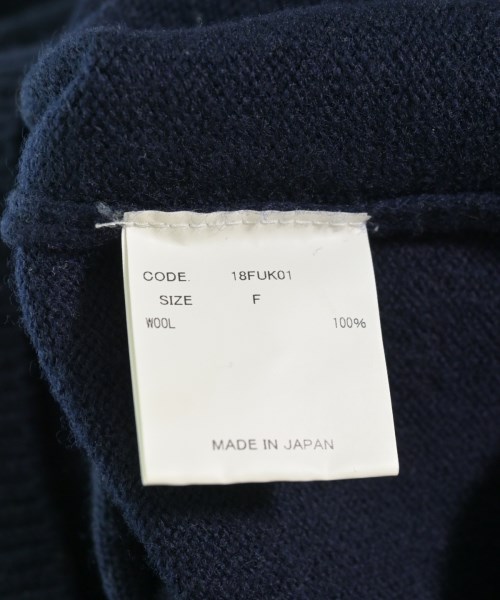 CODE. 18FUK01
SIZE F
WOOL 100%
MADE IN JAPAN